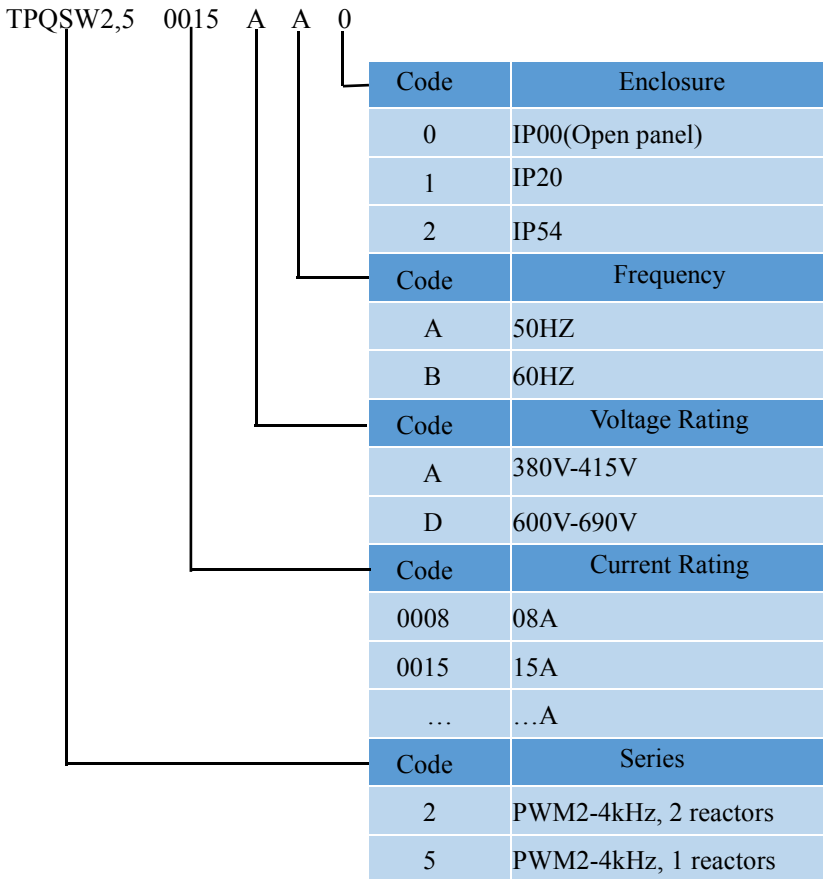 TPQSW2,5 0015 A A 0
Code Enclosure
0 IP00(Open panel)
1 IP20
2 IP54
Code Frequency
A 50HZ
B 60HZ
Code Voltage Rating
A 380V-415V
D 600V-690V
Code Current Rating
0008 08A
0015 15A
… …A
Code Series
2 PWM2-4kHz, 2 reactors
5 PWM2-4kHz, 1 reactors